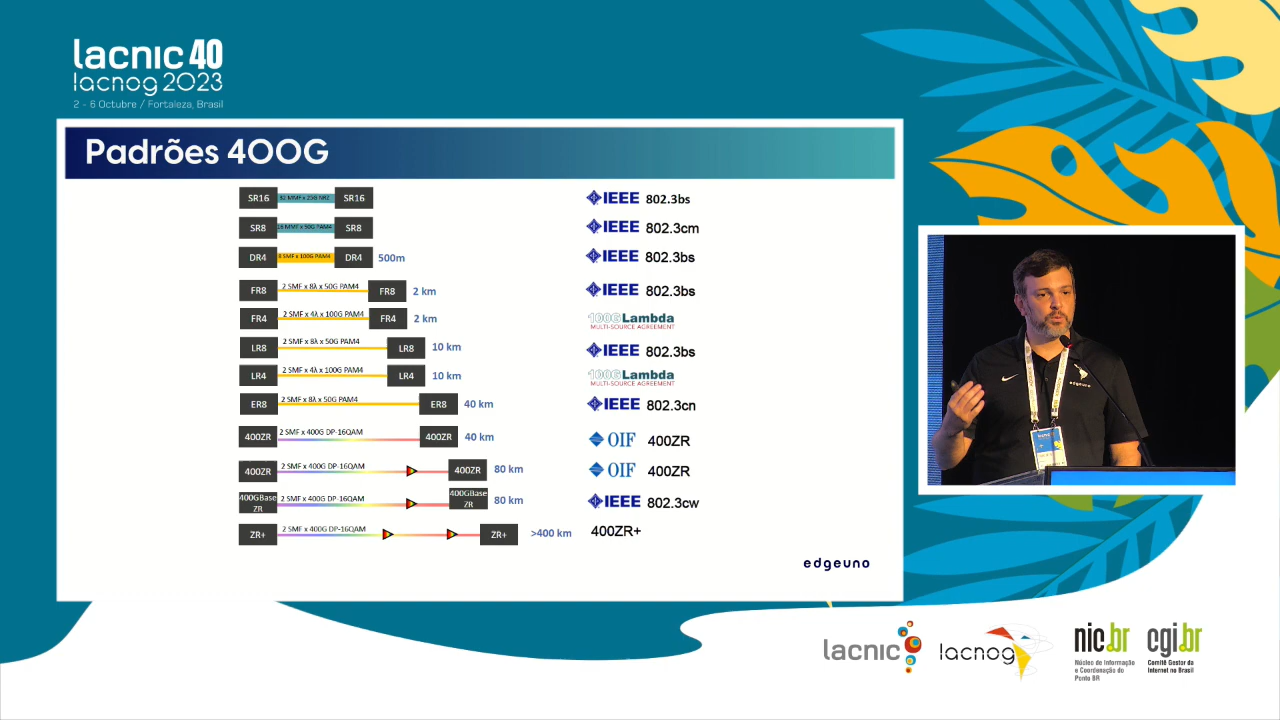 lacnic 40
lacnog 2023
2 - 6 Octubre / Fortaleza, Brasil
Padrões 400G
SR16 32 MMF x 25G NRZ SR16 IEEE 802.3bs
SR8 16 MMF x 50G PAM4 SR8 IEEE 802.3cm
DR4 8 SMF x 100G PAM4 DR4 500m IEEE 802.3bs
FR8 2 SMF x 8λ x 50G PAM4 FR8 2 km IEEE 802.3bs
FR4 2 SMF x 4λ x 100G PAM4 FR4 2 km 100G Lambda
MULTI-SOURCE AGREEMENT
LR8 2 SMF x 8λ x 50G PAM4 LR8 10 km IEEE 802.3bs
LR4 2 SMF x 4λ x 100G PAM4 LR4 10 km 100G Lambda
MULTI-SOURCE AGREEMENT
ER8 2 SMF x 8λ x 50G PAM4 ER8 40 km IEEE 802.3cn
400ZR 2 SMF x 400G DP-16QAM 400ZR 40 km OIF 400ZR
400ZR 2 SMF x 400G DP-16QAM 400ZR 80 km OIF 400ZR
400GBase ZR 2 SMF x 400G DP-16QAM 400GBase ZR 80 km IEEE 802.3cw
ZR+ 2 SMF x 400G DP-16QAM ZR+ >400 km 400ZR+
edgeuno
edgeuno
lacnic
lacnic
lacnog
nic.br
Núcleo de Informação
e Coordenação do
Ponto BR
cgi.br
Comitê Gestor da
Internet no Brasil